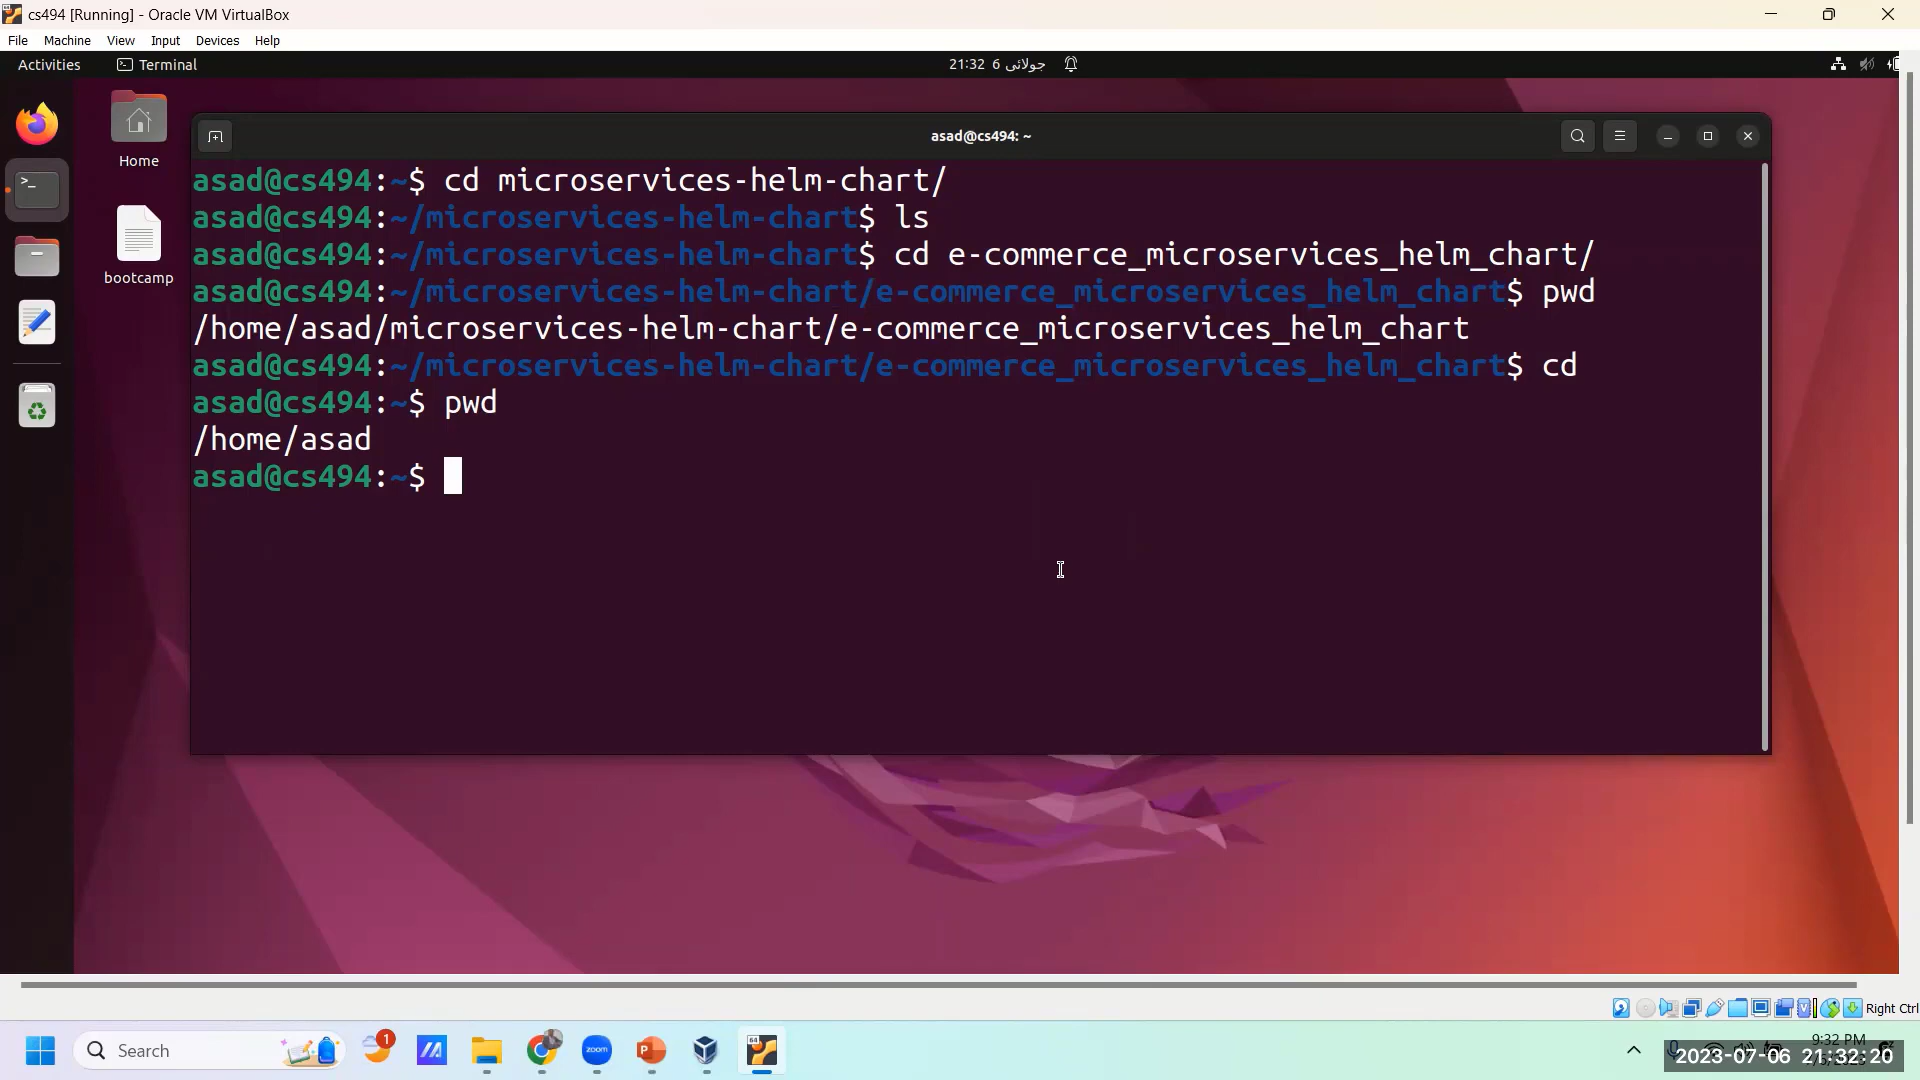 cs494 [Running] - Oracle VM VirtualBox
File Machine View Input Devices Help
Activities Terminal 21:32 6 جولائی
Home
bootcamp
asad@cs494: ~
asad@cs494:~$ cd microservices-helm-chart/
asad@cs494:~/microservices-helm-chart$ ls
asad@cs494:~/microservices-helm-chart$ cd e-commerce_microservices_helm_chart/
asad@cs494:~/microservices-helm-chart/e-commerce_microservices_helm_chart$ pwd
/home/asad/microservices-helm-chart/e-commerce_microservices_helm_chart
asad@cs494:~/microservices-helm-chart/e-commerce_microservices_helm_chart$ cd
asad@cs494:~$ pwd
/home/asad
asad@cs494:~$
Right Ctrl
Search
1
zoom
64
9:32 PM
2023-07-06 21:32:20